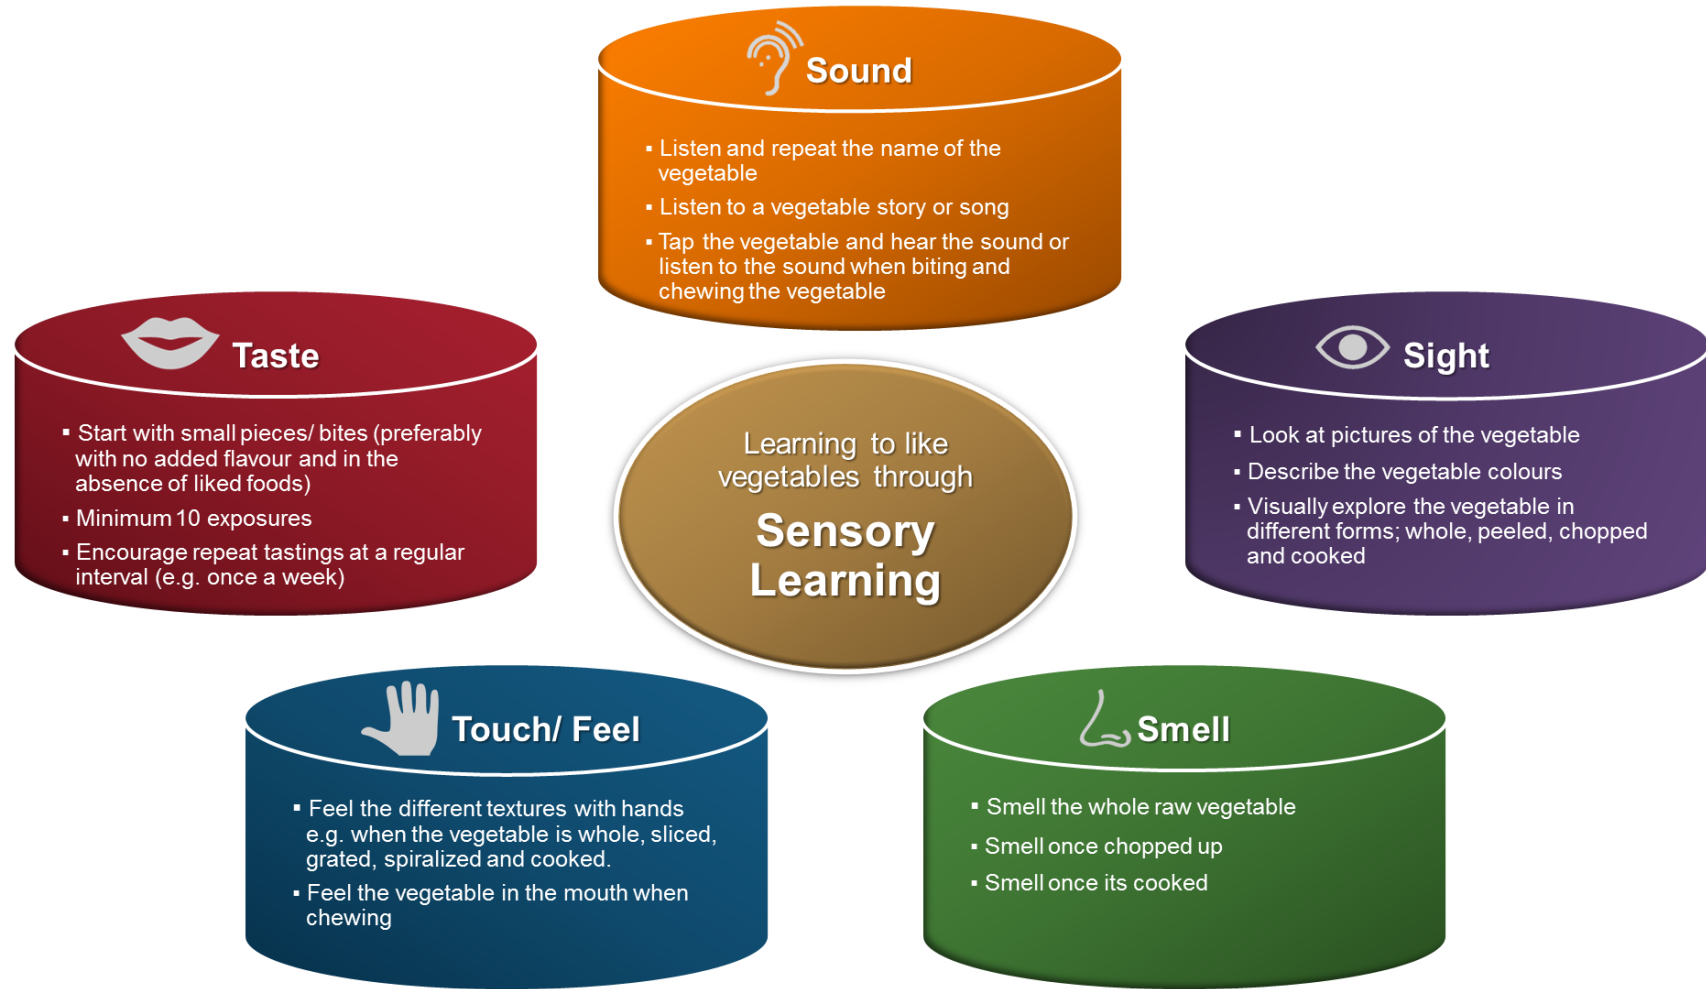 Sound
▪ Listen and repeat the name of the
vegetable
▪ Listen to a vegetable story or song
▪ Tap the vegetable and hear the sound or
listen to the sound when biting and
chewing the vegetable
Taste
▪ Start with small pieces/ bites (preferably
with no added flavour and in the
absence of liked foods)
▪ Minimum 10 exposures
▪ Encourage repeat tastings at a regular
interval (e.g. once a week)
Learning to like
vegetables through
Sensory
Learning
Sight
▪ Look at pictures of the vegetable
▪ Describe the vegetable colours
▪ Visually explore the vegetable in
different forms; whole, peeled, chopped
and cooked
Touch/ Feel
▪ Feel the different textures with hands
e.g. when the vegetable is whole, sliced,
grated, spiralized and cooked.
▪ Feel the vegetable in the mouth when
chewing
Smell
▪ Smell the whole raw vegetable
▪ Smell once chopped up
▪ Smell once its cooked